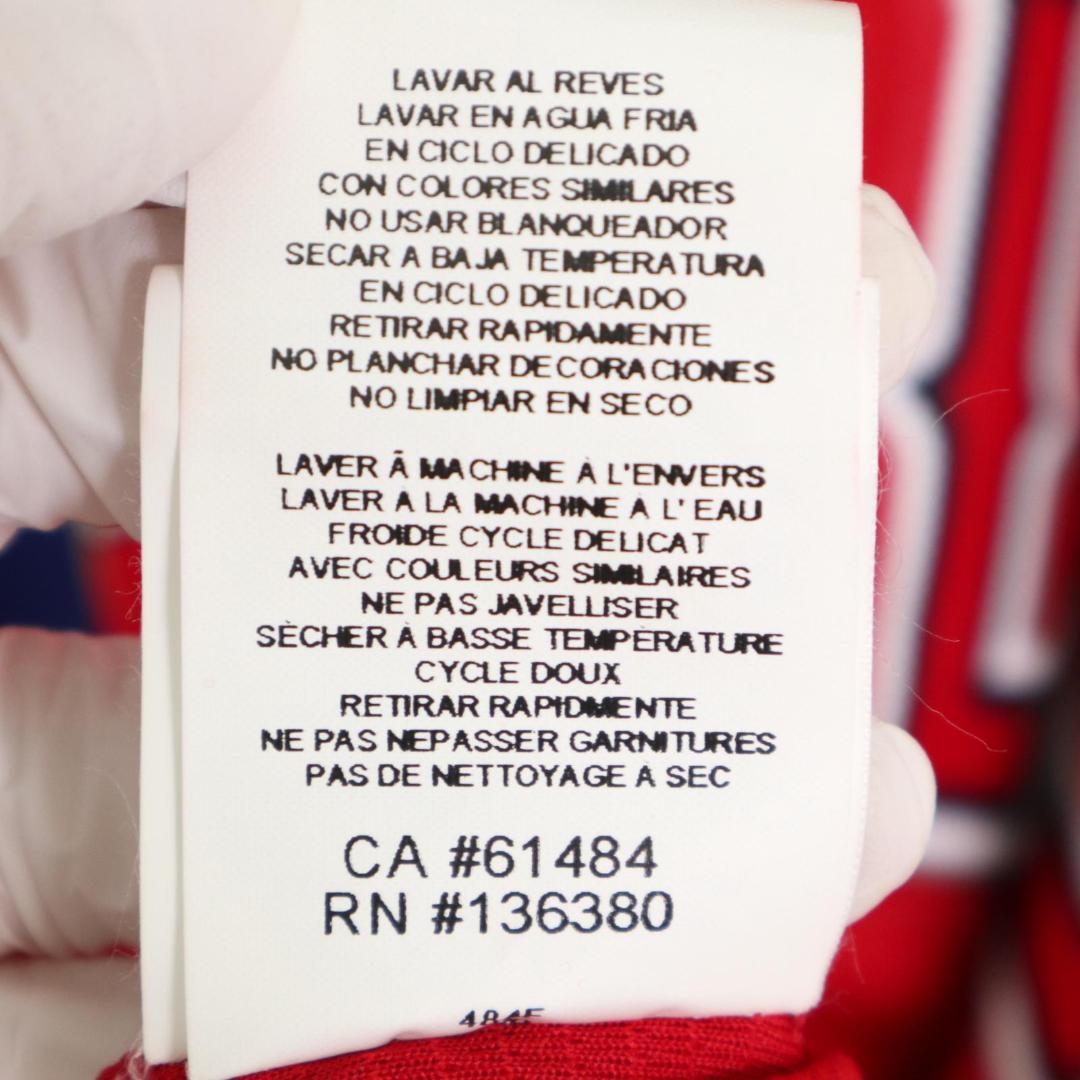 LAVAR AL REVES
LAVAR EN AGUA FRIA
EN CICLO DELICADO
CON COLORES SIMILARES
NO USAR BLANQUEADOR
SECAR A BAJA TEMPERATURA
EN CICLO DELICADO
RETIRAR RAPIDAMENTE
NO PLANCHAR DECORACIONES
NO LIMPIAR EN SECO
LAVER Ã MACHINE À L'ENVERS
LAVER A LA MACHINE À L' EAU
FROIDE CYCLE DELICAT
AVEC COULEURS SIMILAIRES
NE PAS JAVELLISER
SÈCHER À BASSE TEMPÈRATURE
CYCLE DOUX
RETIRAR RAPIDMENTE
NE PAS NEPASSER GARNITURES
PAS DE NETTOYAGE À SEC
CA #61484
RN #136380